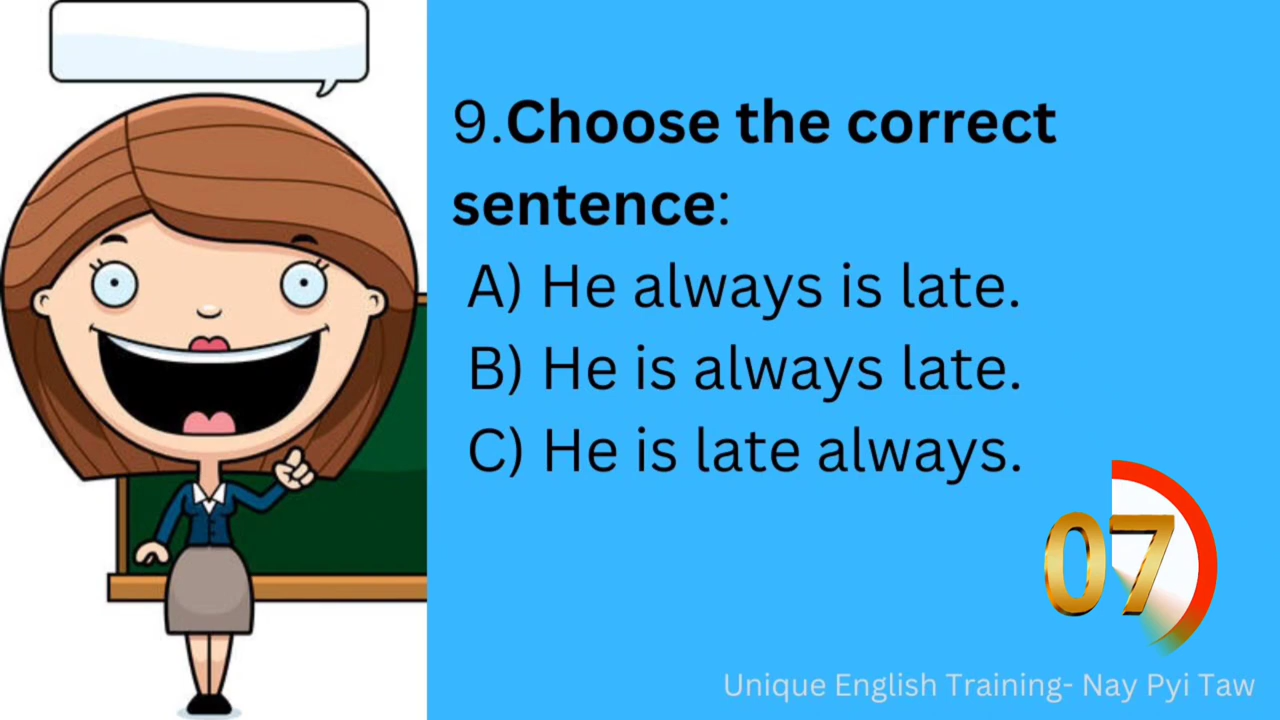 9.Choose the correct
sentence:
A) He always is late.
B) He is always late.
C) He is late always.
07
Unique English Training- Nay Pyi Taw